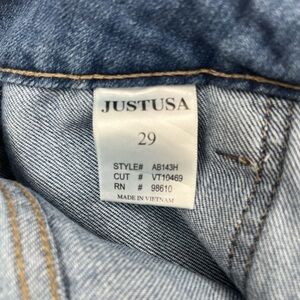 JUSTUSA
29
STYLE# AB143H
CUT # VT10469
RN # 98610
MADE IN VIETNAM